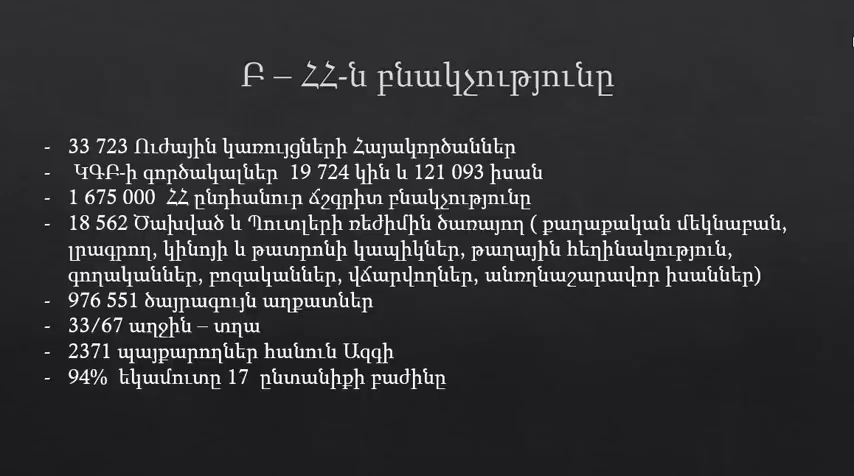 Բ – ՀՀ-ն բնակչությունը
- 33 723 Ուժային կառույցների Հայակործաններ
- ԿԳԲ-ի գործակալներ 19 724 կին և 121 093 իսան
- 1 675 000 ՀՀ ընդհանուր ճշգրիտ բնակչությունը
- 18 562 Ծախված և Պուտլերի ռեժիմին ծառայող ( քաղաքական մեկնաբան,
լրագրող, կինոյի և թատրոնի կապիկներ, թաղային հեղինակություն,
գողականներ, բոզականներ, վճարվողներ, անողնաշարավոր իսաններ)
- 976 551 ծայրագույն աղքատներ
- 33/67 աղջին – տղա
- 2371 պայքարողներ հանուն Ազգի
- 94% եկամուտը 17 ընտանիքի բաժինը